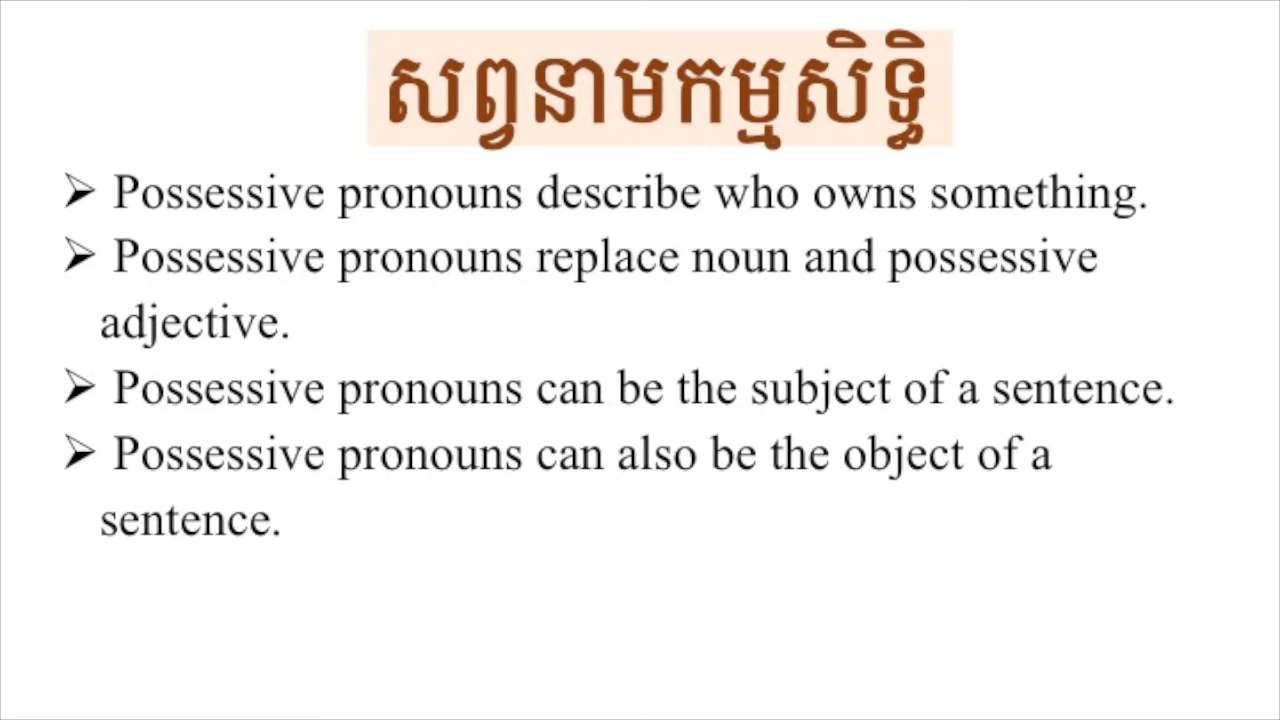 សព្វនាមកម្មសិទ្ធិ
➢ Possessive pronouns describe who owns something.
➢ Possessive pronouns replace noun and possessive
adjective.
➢ Possessive pronouns can be the subject of a sentence.
➢ Possessive pronouns can also be the object of a
sentence.